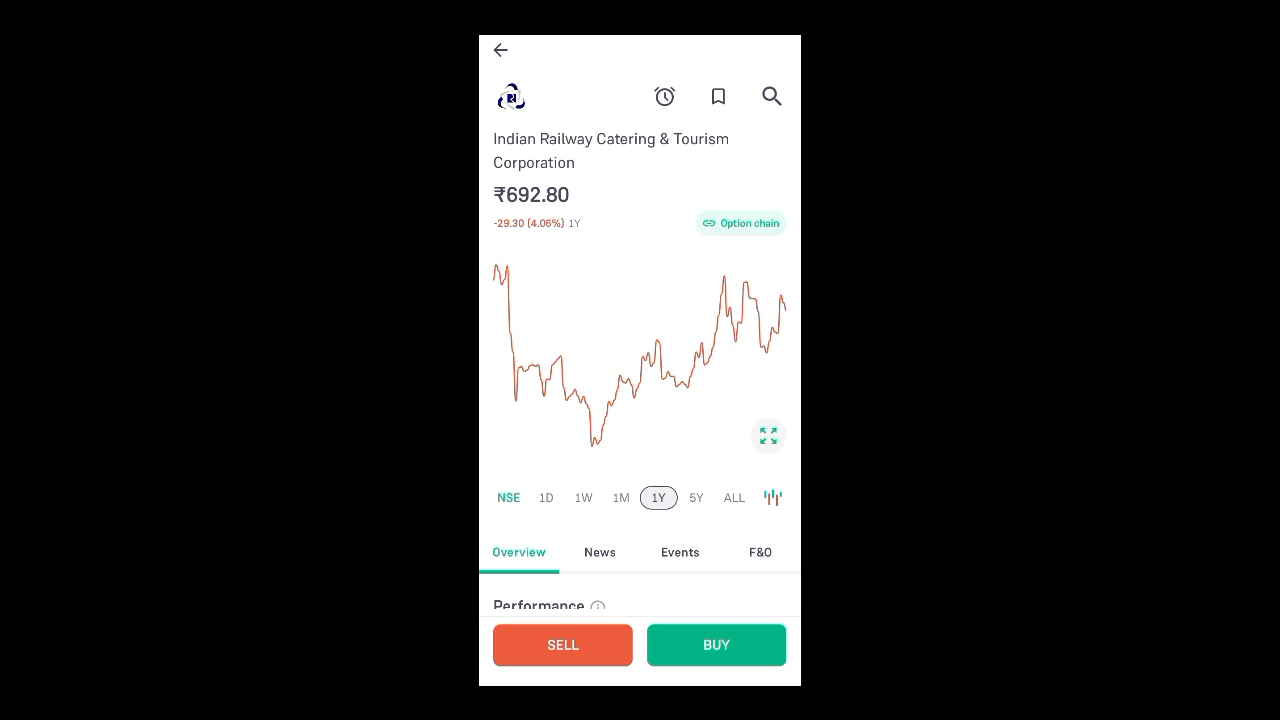 Indian Railway Catering & Tourism
Corporation
₹692.80
-29.30 (4.06%) 1Y
Option chain
NSE 1D 1W 1M 1Y 5Y ALL
Overview News Events F&O
Performance
SELL BUY